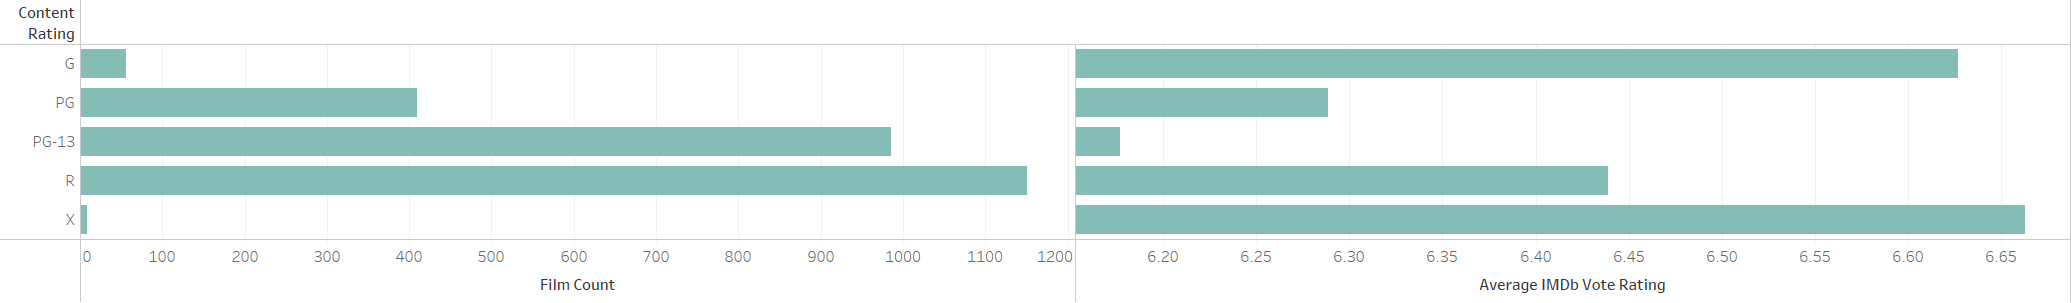 Content
Rating
G
PG
PG-13
R
X
0 100 200 300 400 500 600 700 800 900 1000 1100 1200
6.20 6.25 6.30 6.35 6.40 6.45 6.50 6.55 6.60 6.65
Film Count
Average IMDb Vote Rating